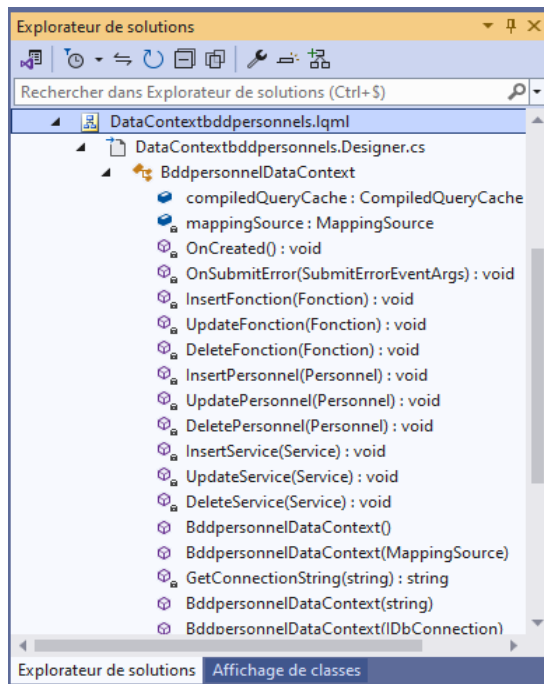 Explorateur de solutions
Rechercher dans Explorateur de solutions (Ctrl+$)
DataContextbddpersonnels.lqml
DataContextbddpersonnels.Designer.cs
BddpersonnelDataContext
compiledQueryCache : CompiledQueryCache
mappingSource : MappingSource
OnCreated() : void
OnSubmitError(SubmitErrorEventArgs) : void
InsertFonction(Fonction) : void
UpdateFonction(Fonction) : void
DeleteFonction(Fonction) : void
InsertPersonnel(Personnel) : void
UpdatePersonnel(Personnel) : void
DeletePersonnel(Personnel) : void
InsertService(Service) : void
UpdateService(Service) : void
DeleteService(Service) : void
BddpersonnelDataContext()
BddpersonnelDataContext(MappingSource)
GetConnectionString(string) : string
BddpersonnelDataContext(string)
BddpersonnelDataContext(IDbConnection)
Explorateur de solutions Affichage de classes